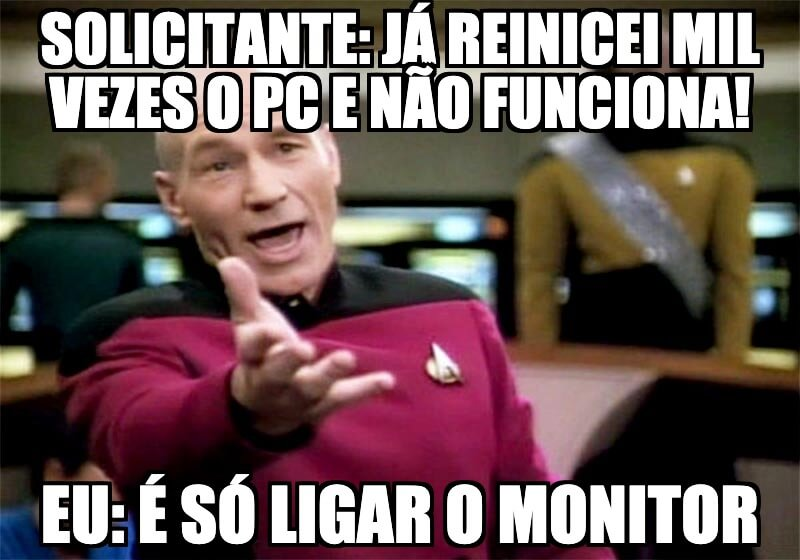 SOLICITANTE: JÁ REINICEI MIL
VEZES O PC E NÃO FUNCIONA!
EU: É SÓ LIGAR O MONITOR